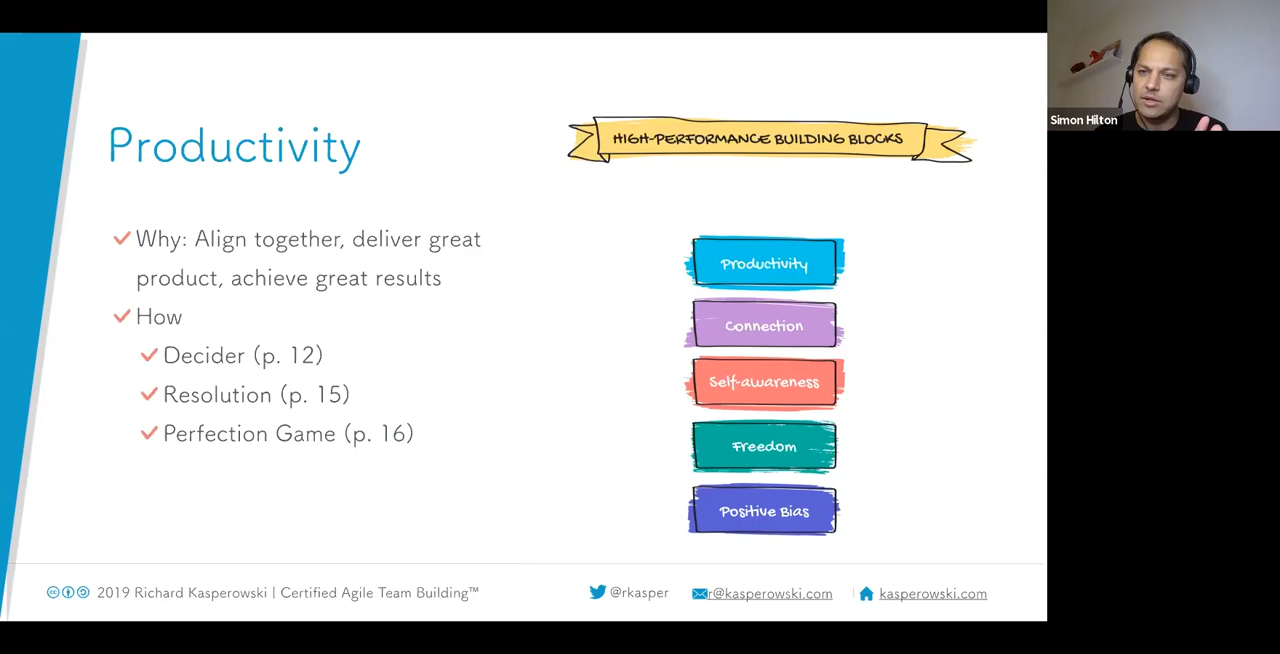 Productivity
Why: Align together, deliver great
product, achieve great results
How
Decider (p. 12)
Resolution (p. 15)
Perfection Game (p. 16)
HIGH-PERFORMANCE BUILDING BLOCKS
Productivity
Connection
Self-awareness
Freedom
Positive Bias
2019 Richard Kasperowski | Certified Agile Team Building™
@rkasper
r@kasperowski.com
kasperowski.com
Simon Hilton